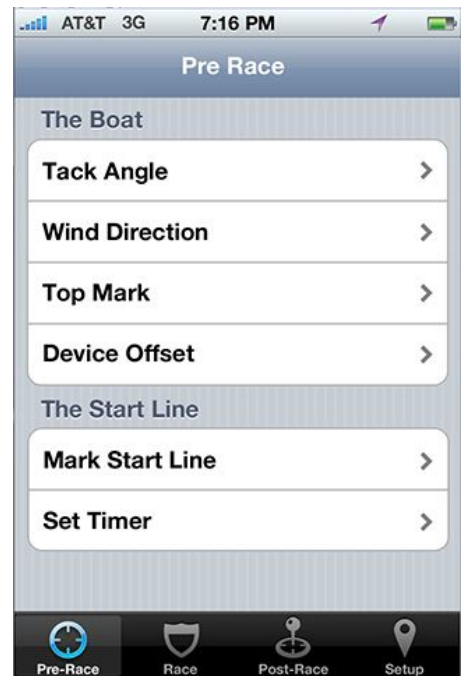 AT&T 3G 7:16 PM
Pre Race
The Boat
Tack Angle
Wind Direction
Top Mark
Device Offset
The Start Line
Mark Start Line
Set Timer
Pre-Race Race Post-Race Setup